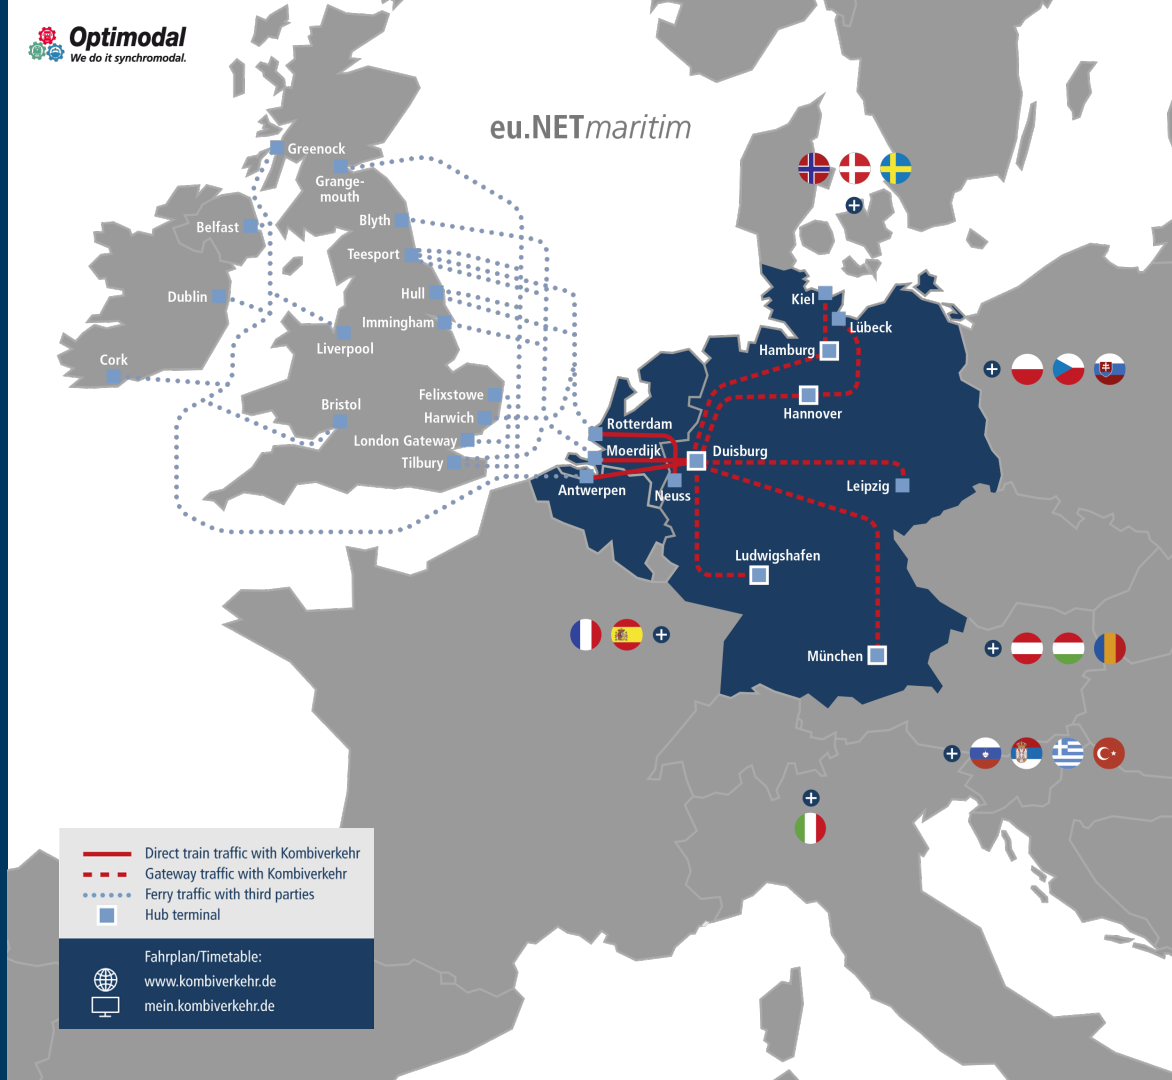 Optimodal
We do it synchromodal.
eu.NETmaritim
Greenock
Grange-
mouth
Blyth
Belfast
Teesport
Dublin
Hull
Immingham
Liverpool
Cork
Felixstowe
Bristol
Harwich
London Gateway
Tilbury
Kiel
Lübeck
Hamburg
Hannover
Rotterdam
Moerdijk
Duisburg
Antwerpen
Neuss
Leipzig
Ludwigshafen
München
Direct train traffic with Kombiverkehr
Gateway traffic with Kombiverkehr
Ferry traffic with third parties
Hub terminal
Fahrplan/Timetable:
www.kombiverkehr.de
mein.kombiverkehr.de